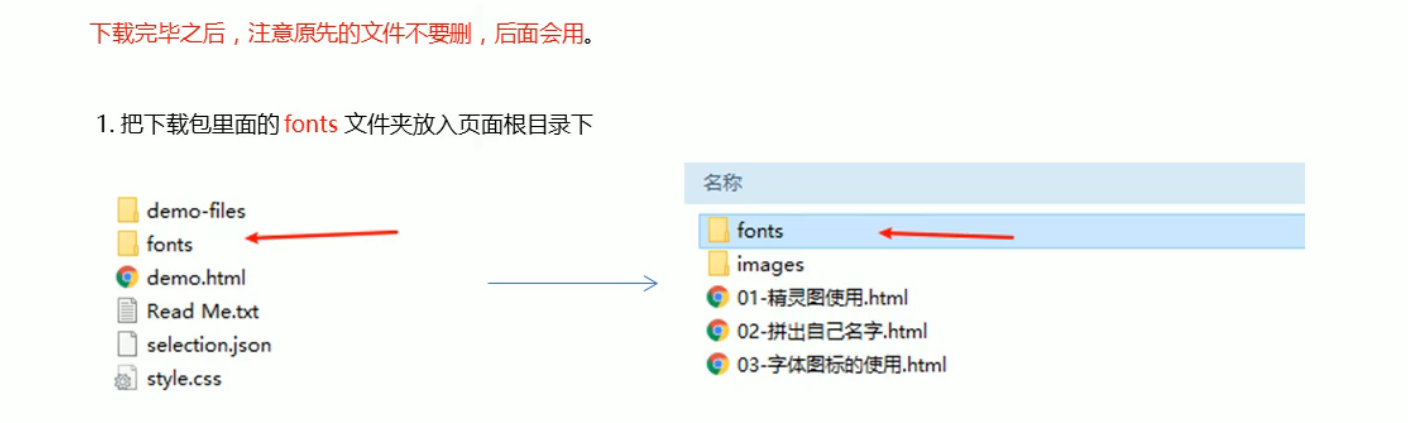 下载完毕之后，注意原先的文件不要删，后面会用。
1. 把下载包里面的 fonts 文件夹放入页面根目录下
demo-files
fonts
demo.html
Read Me.txt
selection.json
style.css
名称
fonts
images
01-精灵图使用.html
02-拼出自己名字.html
03-字体图标的使用.html